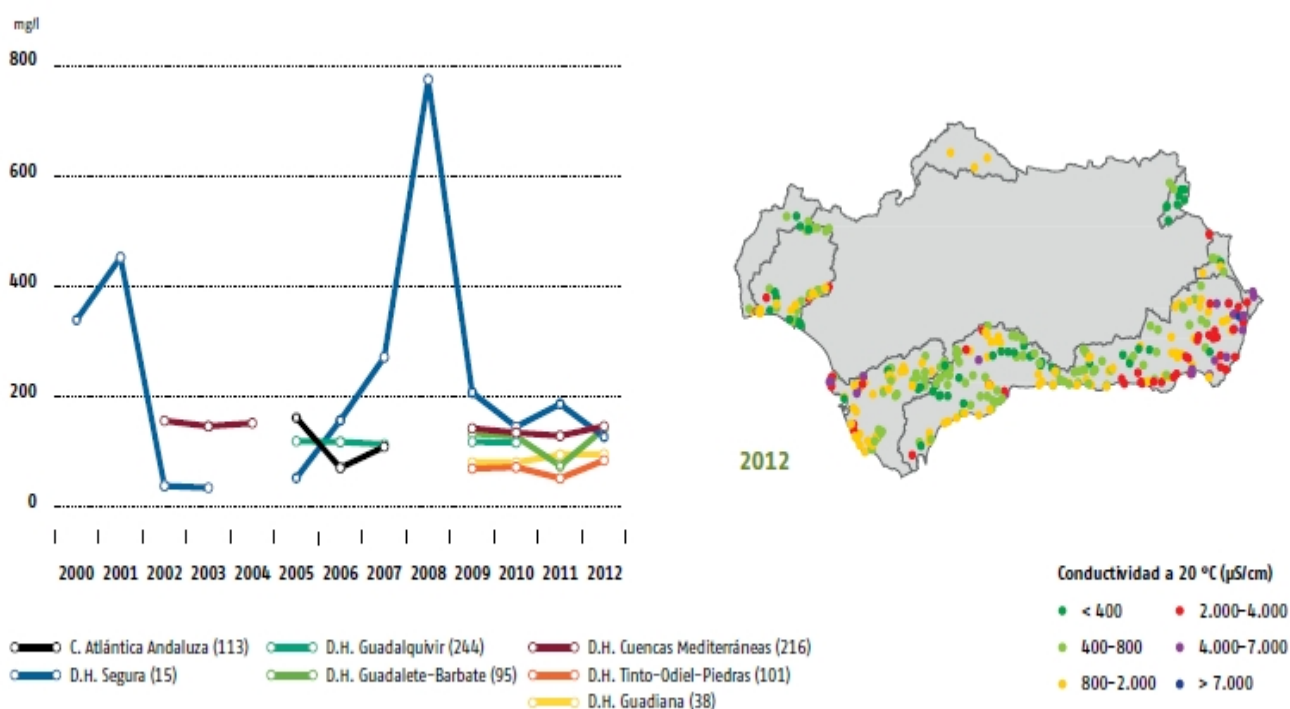 mg/l
800
600
400
200
0
2000 2001 2002 2003 2004 2005 2006 2007 2008 2009 2010 2011 2012
C. Atlántica Andaluza (113)
D.H. Segura (15)
D.H. Guadalquivir (244)
D.H. Guadalete-Barbate (95)
D.H. Cuencas Mediterráneas (216)
D.H. Tinto-Odiel-Piedras (101)
D.H. Guadiana (38)
2012
Conductividad a 20 ºC (µS/cm)
< 400
400-800
800-2.000
2.000-4.000
4.000-7.000
> 7.000